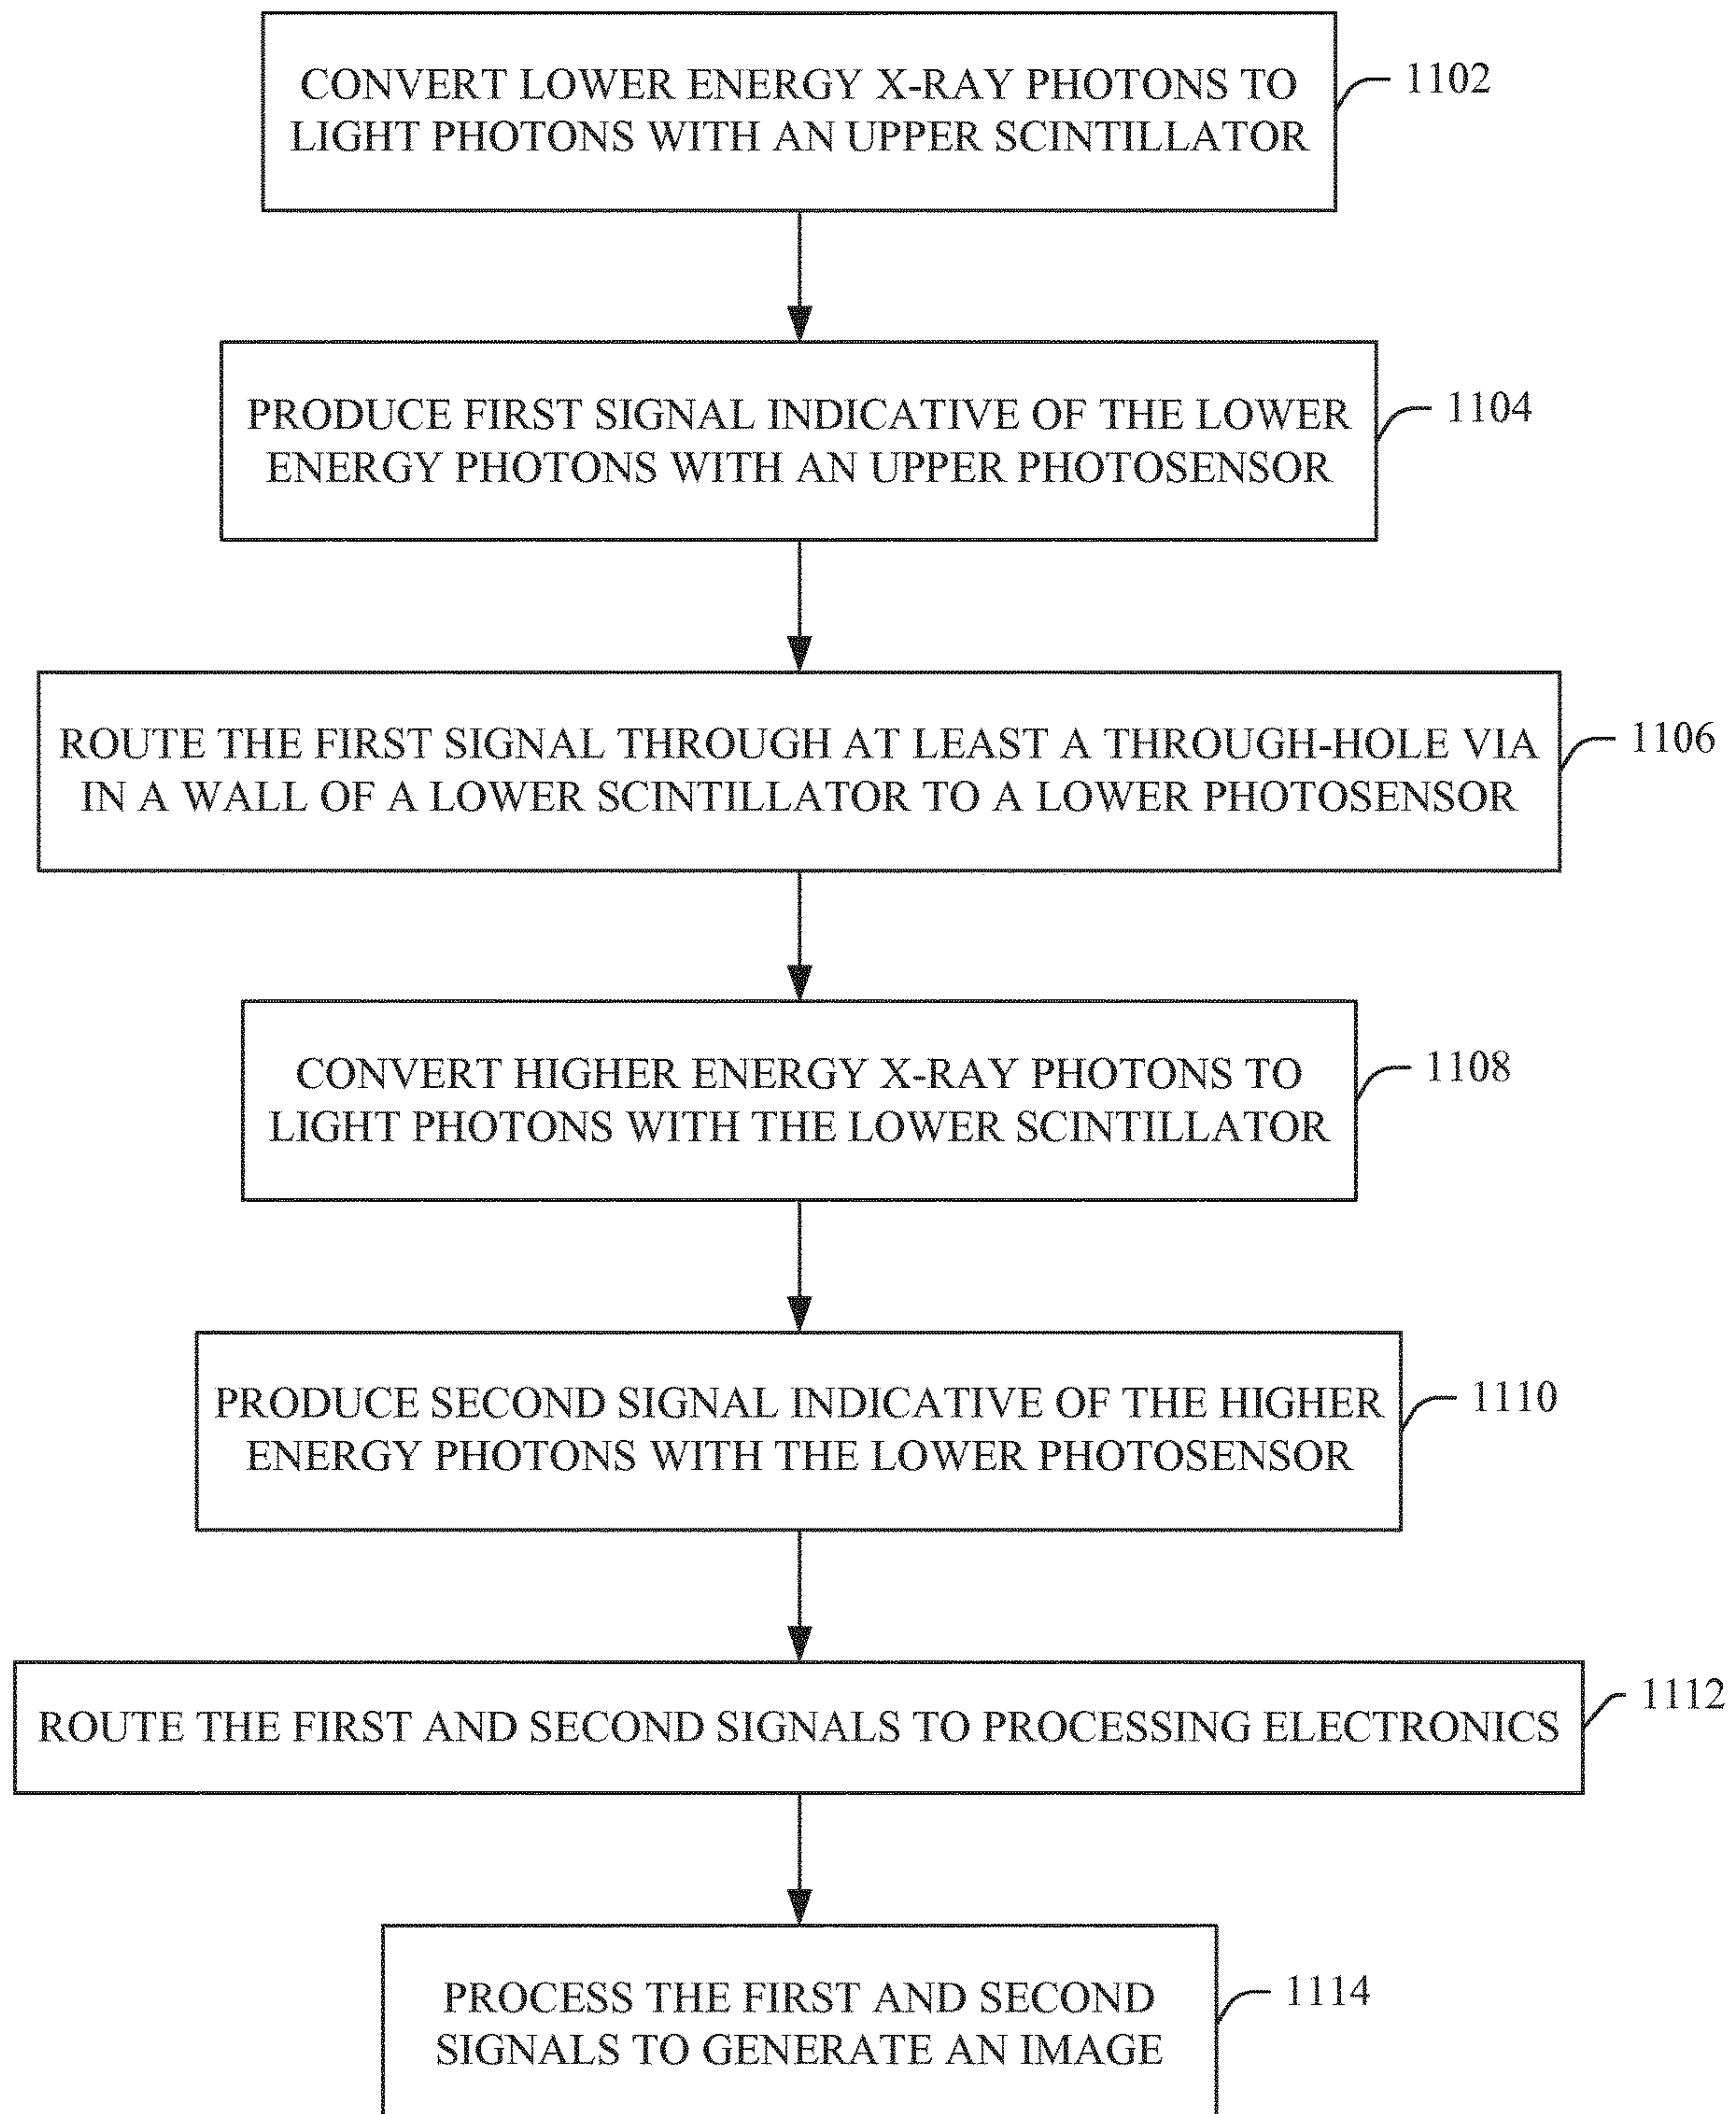 CONVERT LOWER ENERGY X-RAY PHOTONS TO
LIGHT PHOTONS WITH AN UPPER SCINTILLATOR
1102
PRODUCE FIRST SIGNAL INDICATIVE OF THE LOWER
ENERGY PHOTONS WITH AN UPPER PHOTOSENSOR
1104
ROUTE THE FIRST SIGNAL THROUGH AT LEAST A THROUGH-HOLE VIA
IN A WALL OF A LOWER SCINTILLATOR TO A LOWER PHOTOSENSOR
1106
CONVERT HIGHER ENERGY X-RAY PHOTONS TO
LIGHT PHOTONS WITH THE LOWER SCINTILLATOR
1108
PRODUCE SECOND SIGNAL INDICATIVE OF THE HIGHER
ENERGY PHOTONS WITH THE LOWER PHOTOSENSOR
1110
ROUTE THE FIRST AND SECOND SIGNALS TO PROCESSING ELECTRONICS
1112
PROCESS THE FIRST AND SECOND
SIGNALS TO GENERATE AN IMAGE
1114